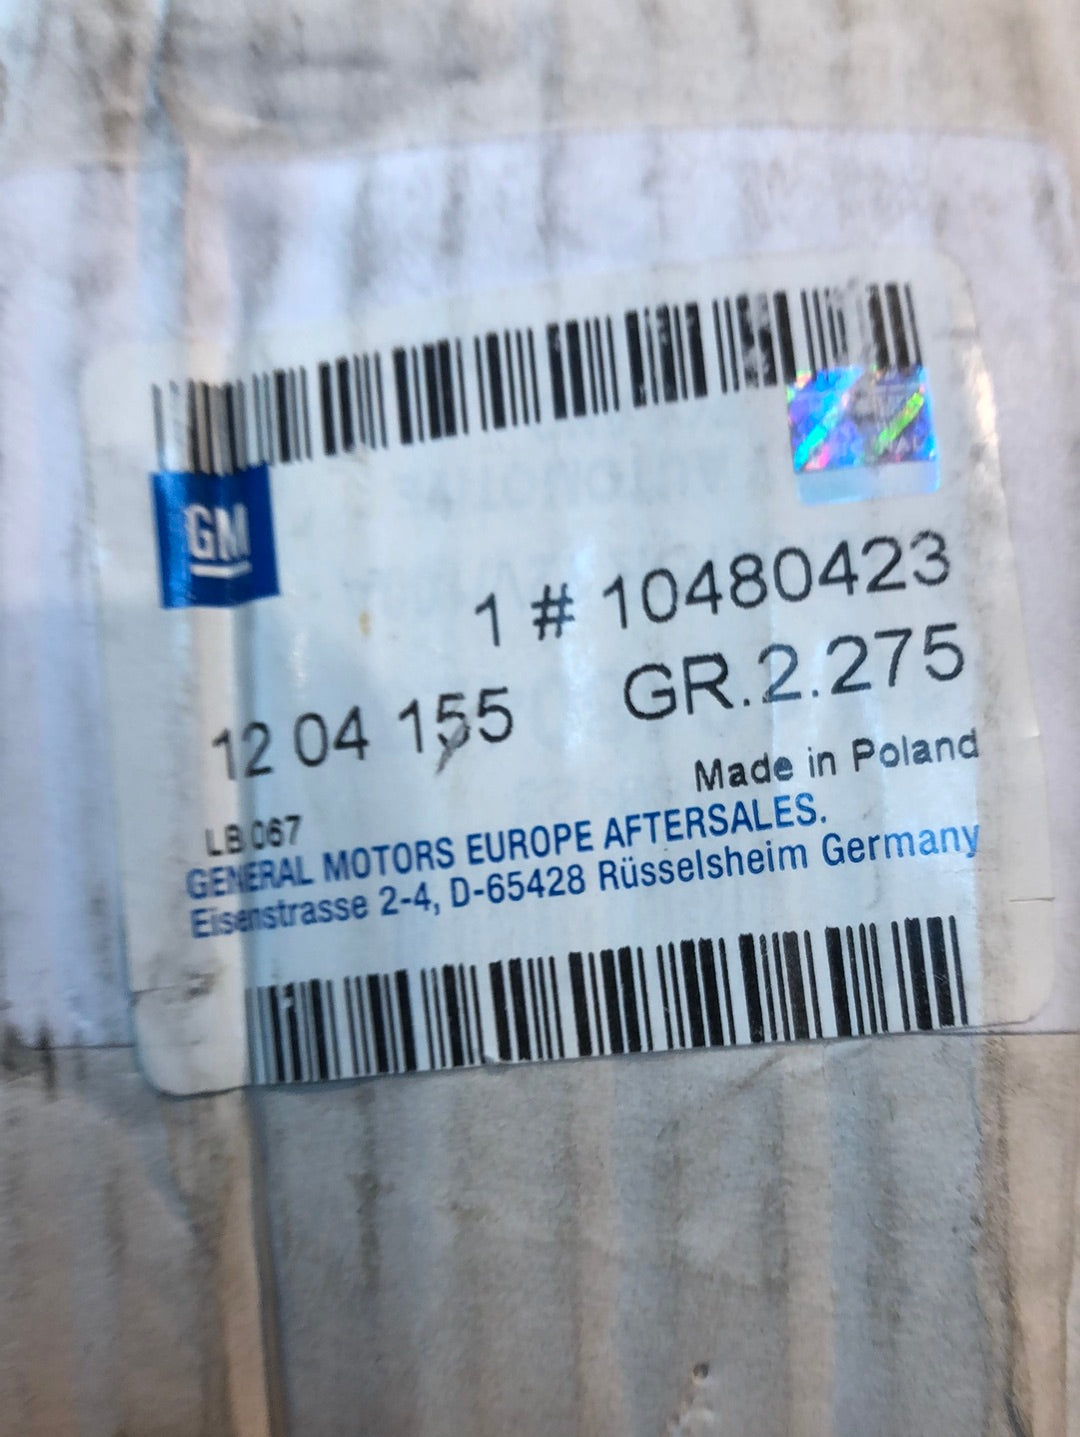 GM
1 # 10480423
12 04 155 GR.2.275
Made in Poland
LB 067
GENERAL MOTORS EUROPE AFTERSALES.
Eisenstrasse 2-4, D-65428 Rüsselsheim Germany